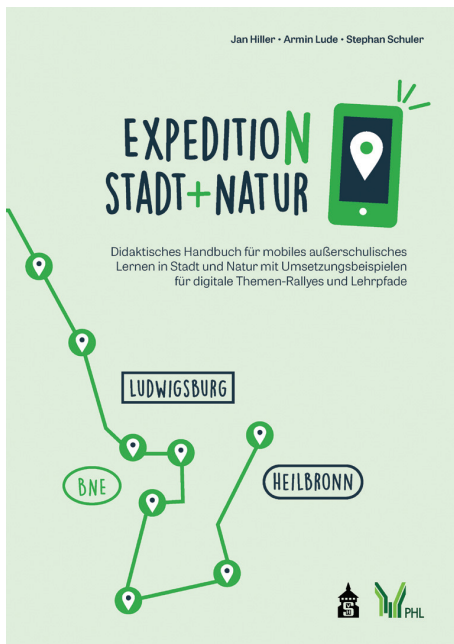 Jan Hiller • Armin Lude • Stephan Schuler
EXPEDITION
STADT+NATUR
Didaktisches Handbuch für mobiles außerschulisches
Lernen in Stadt und Natur mit Umsetzungsbeispielen
für digitale Themen-Rallyes und Lehrpfade
LUDWIGSBURG
BNE
HEILBRONN
PHL